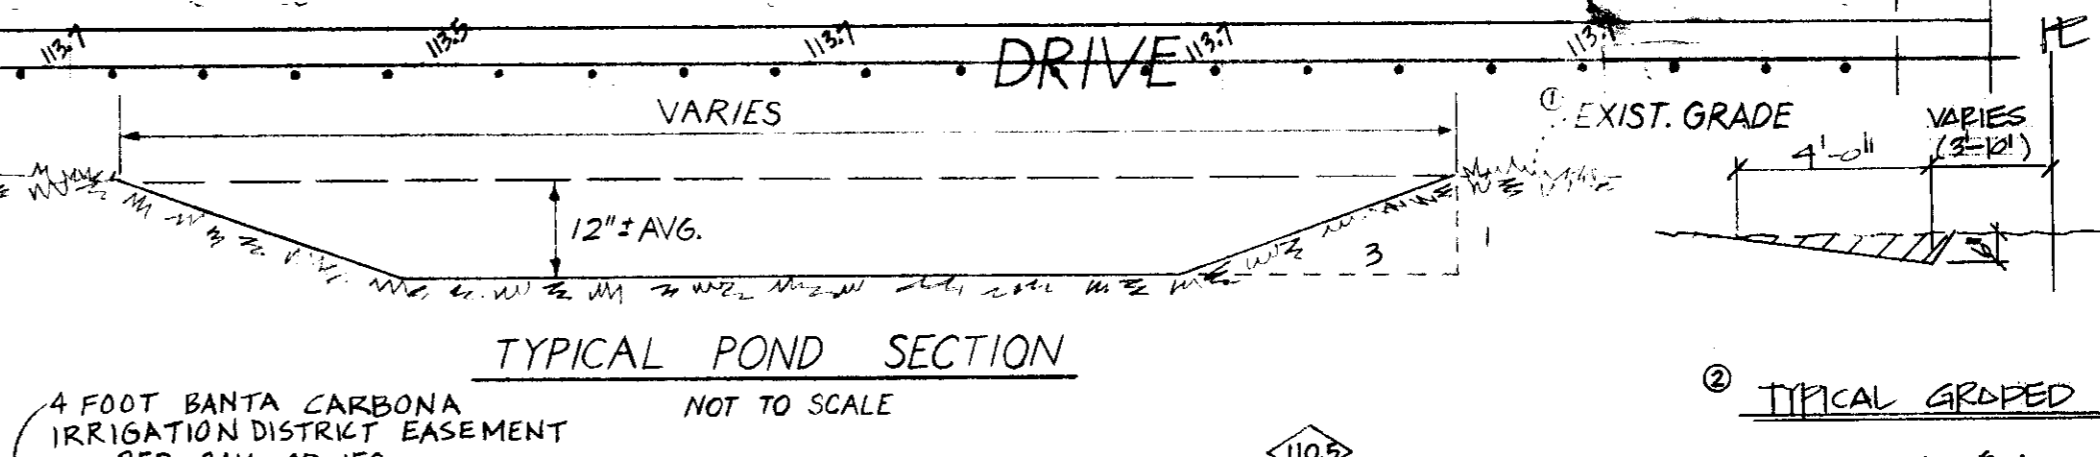 113.7 113.5 113.7 113.7 113.7
DRIVE
VARIES
① EXIST. GRADE
VARIES
4'-0" (3'-10')
12"± AVG.
3 1
TYPICAL POND SECTION
NOT TO SCALE
② TYPICAL GRADED
4 FOOT BANTA CARBONA
IRRIGATION DISTRICT EASEMENT
110.5